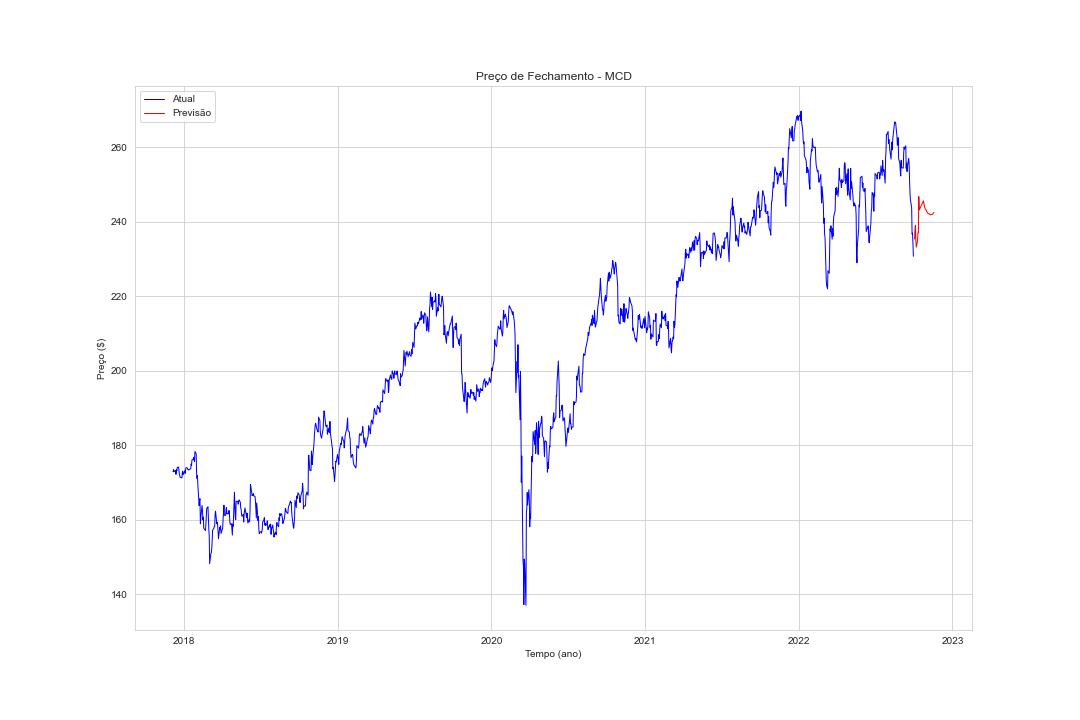 Preço de Fechamento - MCD
Atual
Previsão
260
240
220
200
180
160
140
Preço ($)
2018 2019 2020 2021 2022 2023
Tempo (ano)